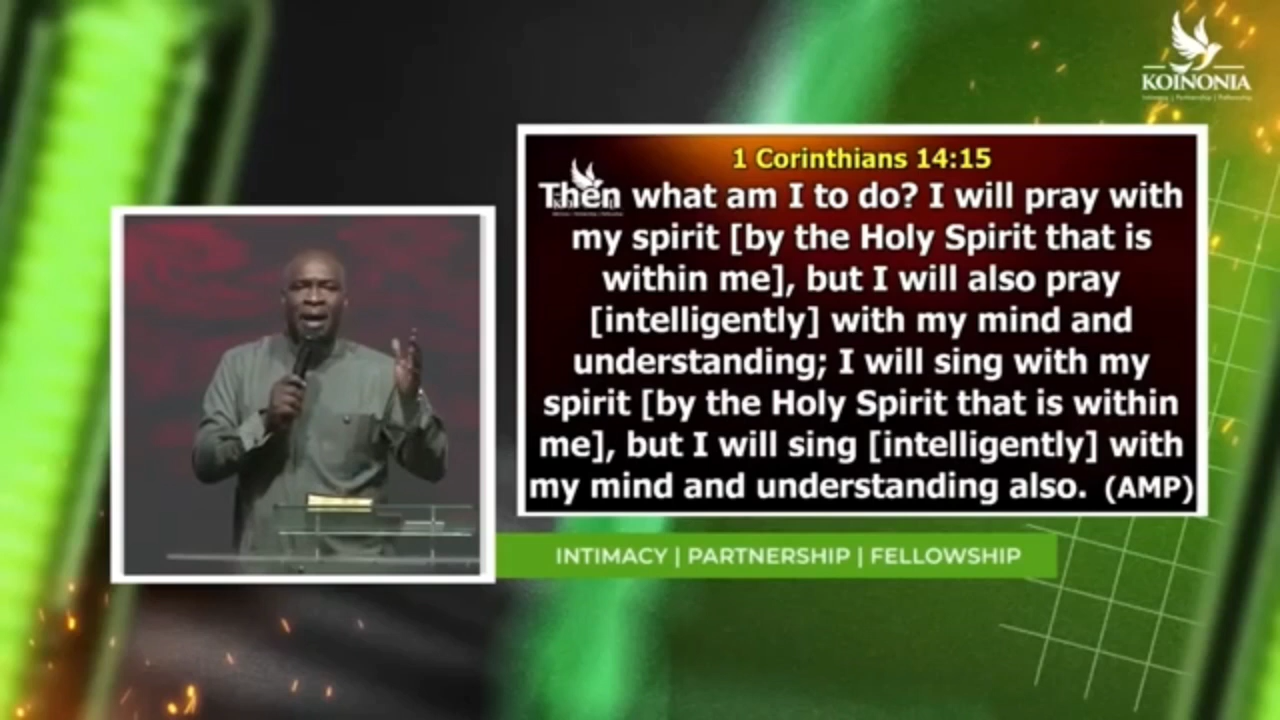 KOINONIA
Intimacy | Partnership | Fellowship
1 Corinthians 14:15
Then what am I to do? I will pray with
my spirit [by the Holy Spirit that is
within me], but I will also pray
[intelligently] with my mind and
understanding; I will sing with my
spirit [by the Holy Spirit that is within
me], but I will sing [intelligently] with
my mind and understanding also. (AMP)
INTIMACY | PARTNERSHIP | FELLOWSHIP